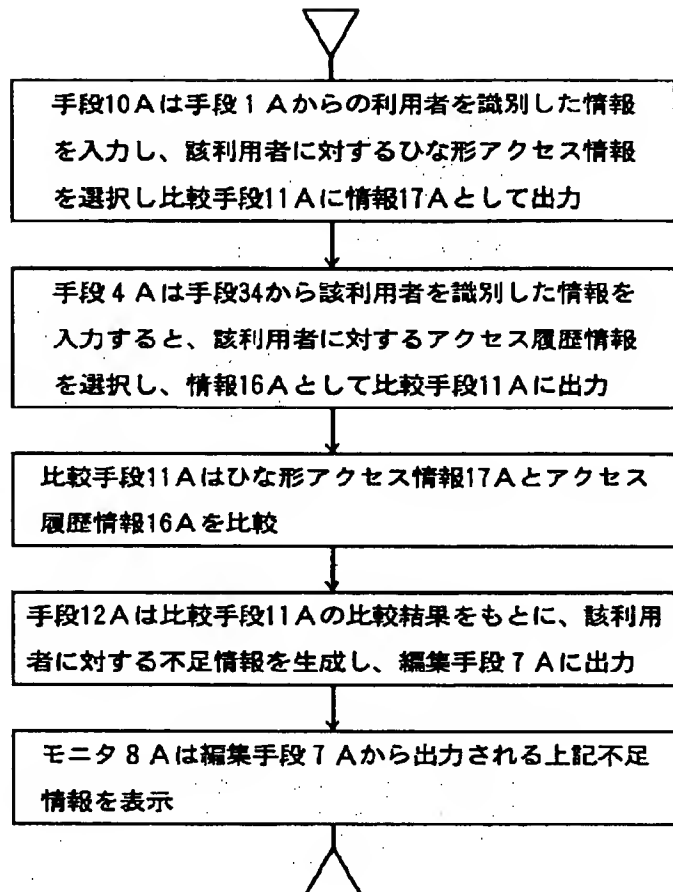 手段10Aは手段1Aからの利用者を識別した情報
を入力し、該利用者に対するひな形アクセス情報
を選択し比較手段11Aに情報17Aとして出力
手段4Aは手段34から該利用者を識別した情報を
入力すると、該利用者に対するアクセス履歴情報
を選択し、情報16Aとして比較手段11Aに出力
比較手段11Aはひな形アクセス情報17Aとアクセス
履歴情報16Aを比較
手段12Aは比較手段11Aの比較結果をもとに、該利用
者に対する不足情報を生成し、編集手段7Aに出力
モニタ8Aは編集手段7Aから出力される上記不足
情報を表示